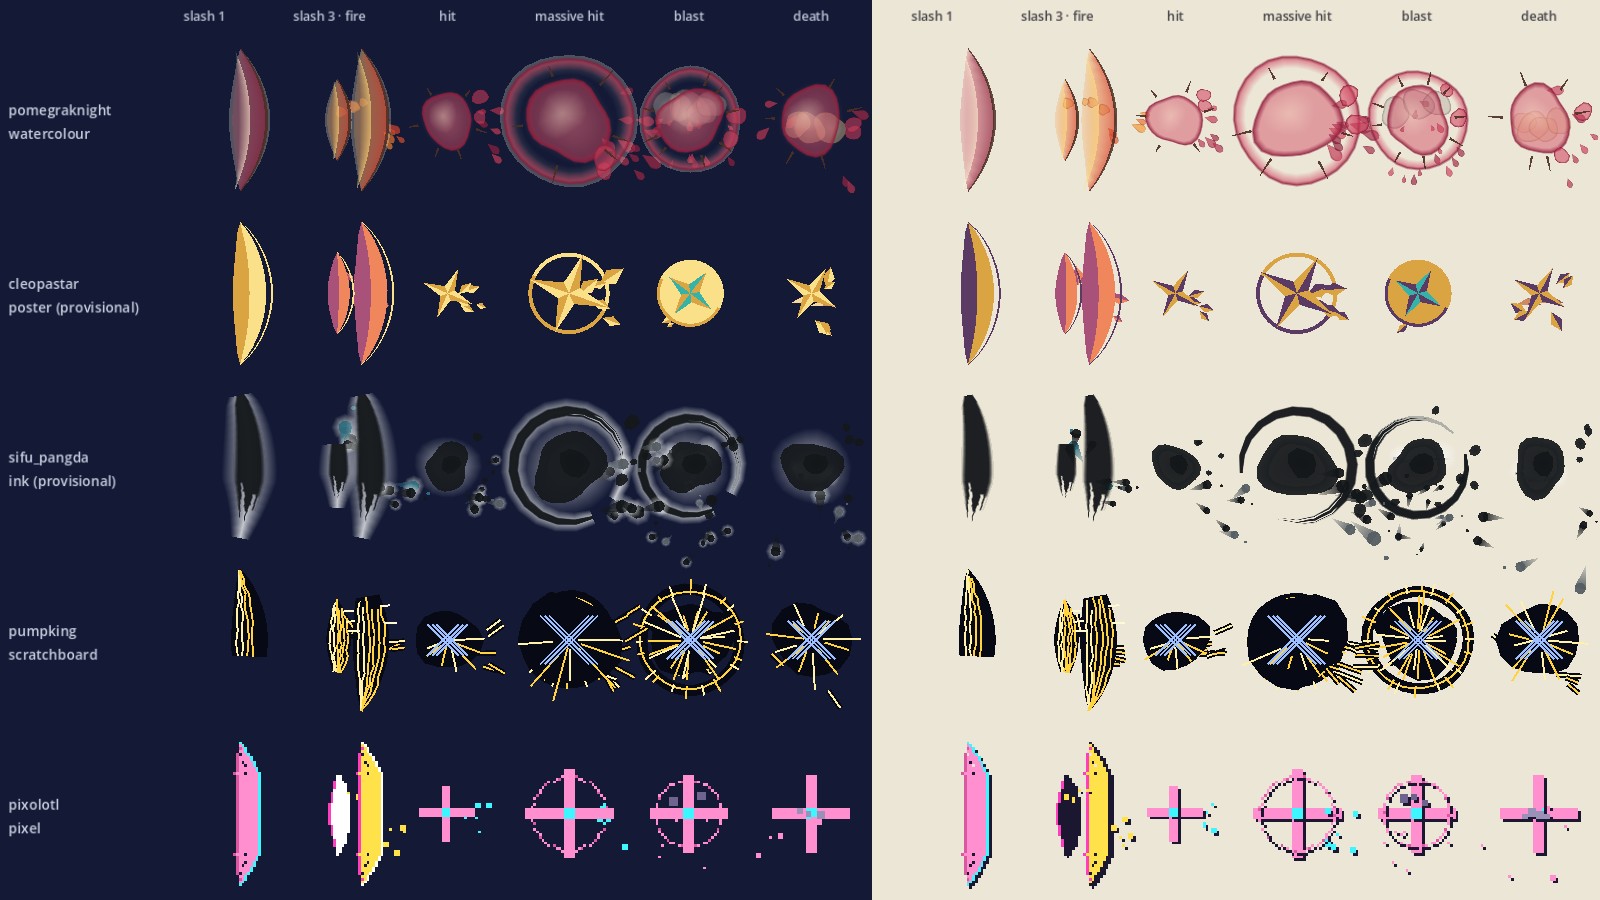 slash 1 slash 3 · fire hit massive hit blast death slash 1 slash 3 · fire hit massive hit blast death
pomegraknight
watercolour
cleopastar
poster (provisional)
sifu_pangda
ink (provisional)
pumpking
scratchboard
pixolotl
pixel